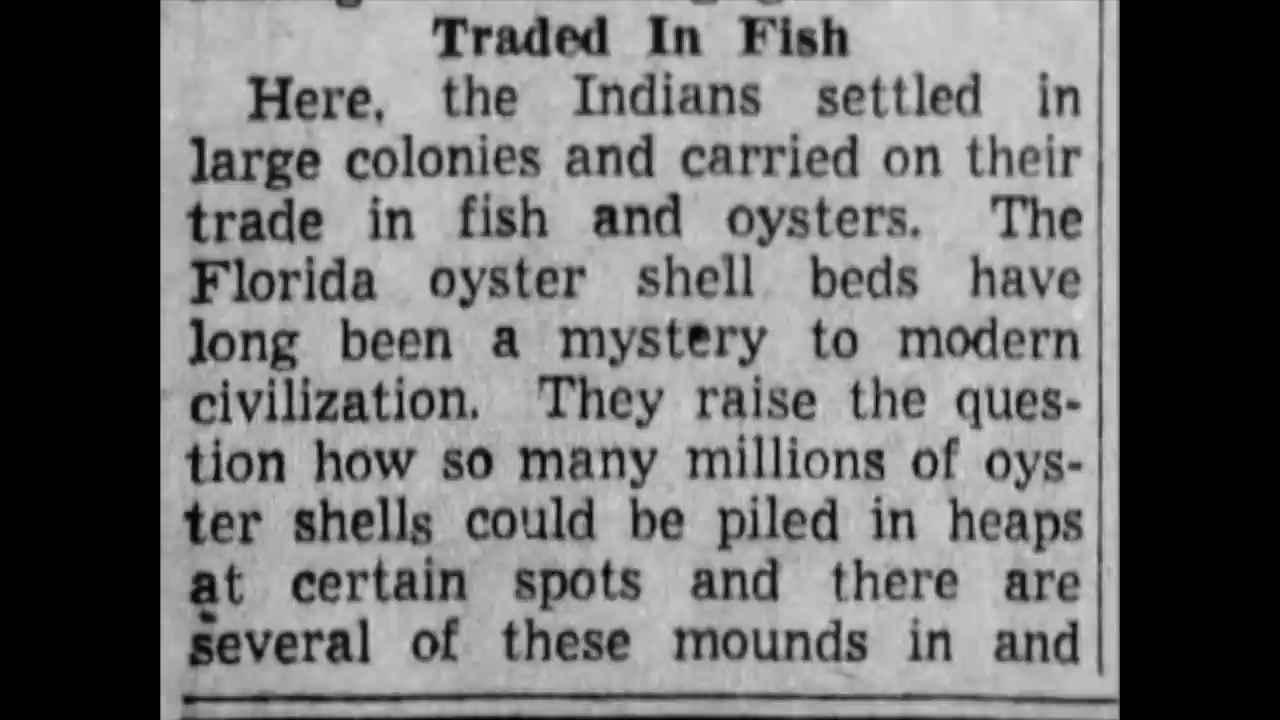 Traded In Fish
Here, the Indians settled in
large colonies and carried on their
trade in fish and oysters. The
Florida oyster shell beds have
long been a mystery to modern
civilization. They raise the ques-
tion how so many millions of oys-
ter shells could be piled in heaps
at certain spots and there are
several of these mounds in and